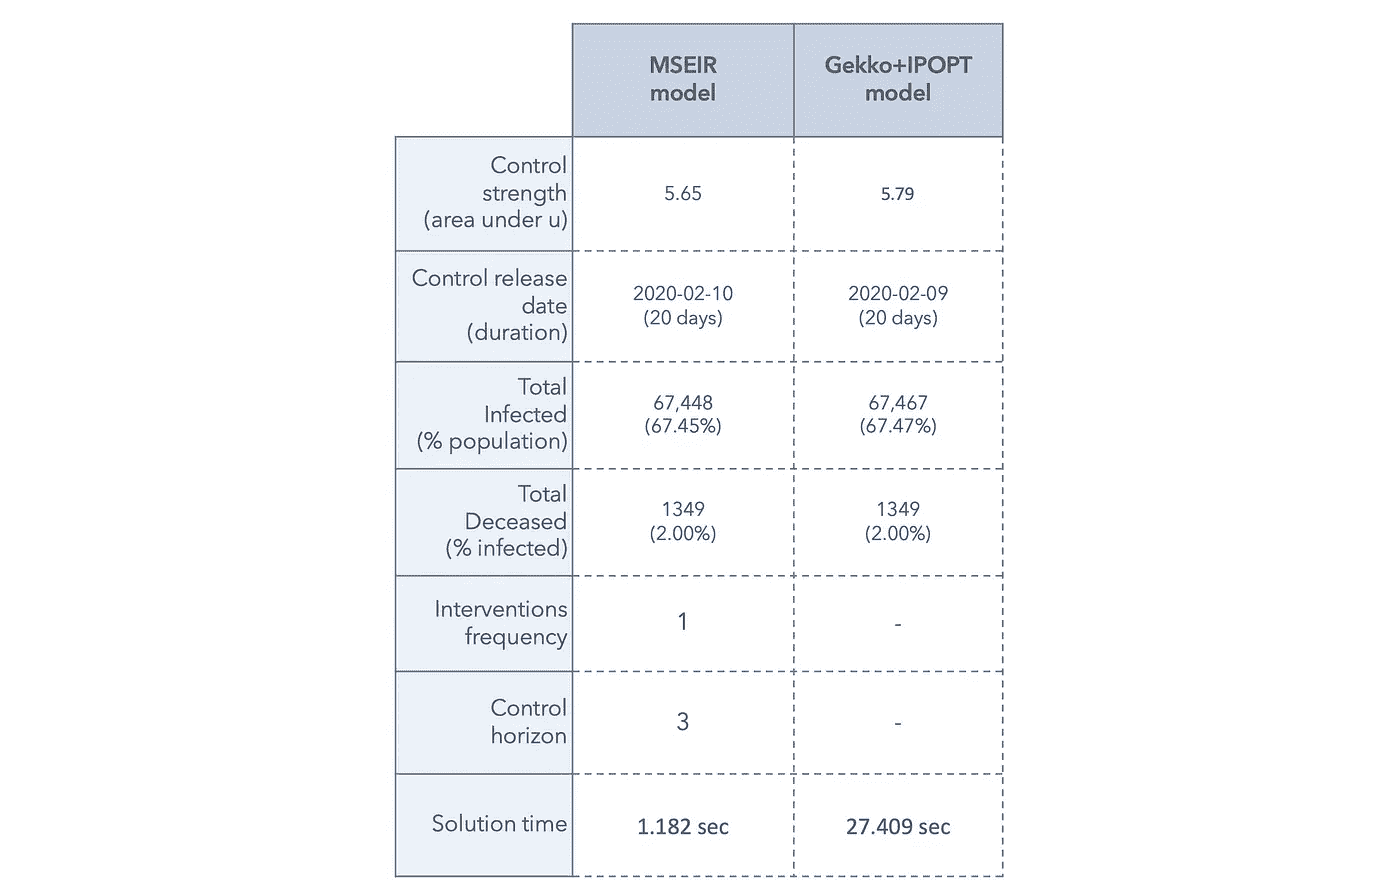 MSEIR
model
Gekko+IPOPT
model
Control
strength
(area under u)
5.65
5.79
Control release
date
(duration)
2020-02-10
(20 days)
2020-02-09
(20 days)
Total
Infected
(% population)
67,448
(67.45%)
67,467
(67.47%)
Total
Deceased
(% infected)
1349
(2.00%)
1349
(2.00%)
Interventions
frequency
1
-
Control
horizon
3
-
Solution time
1.182 sec
27.409 sec